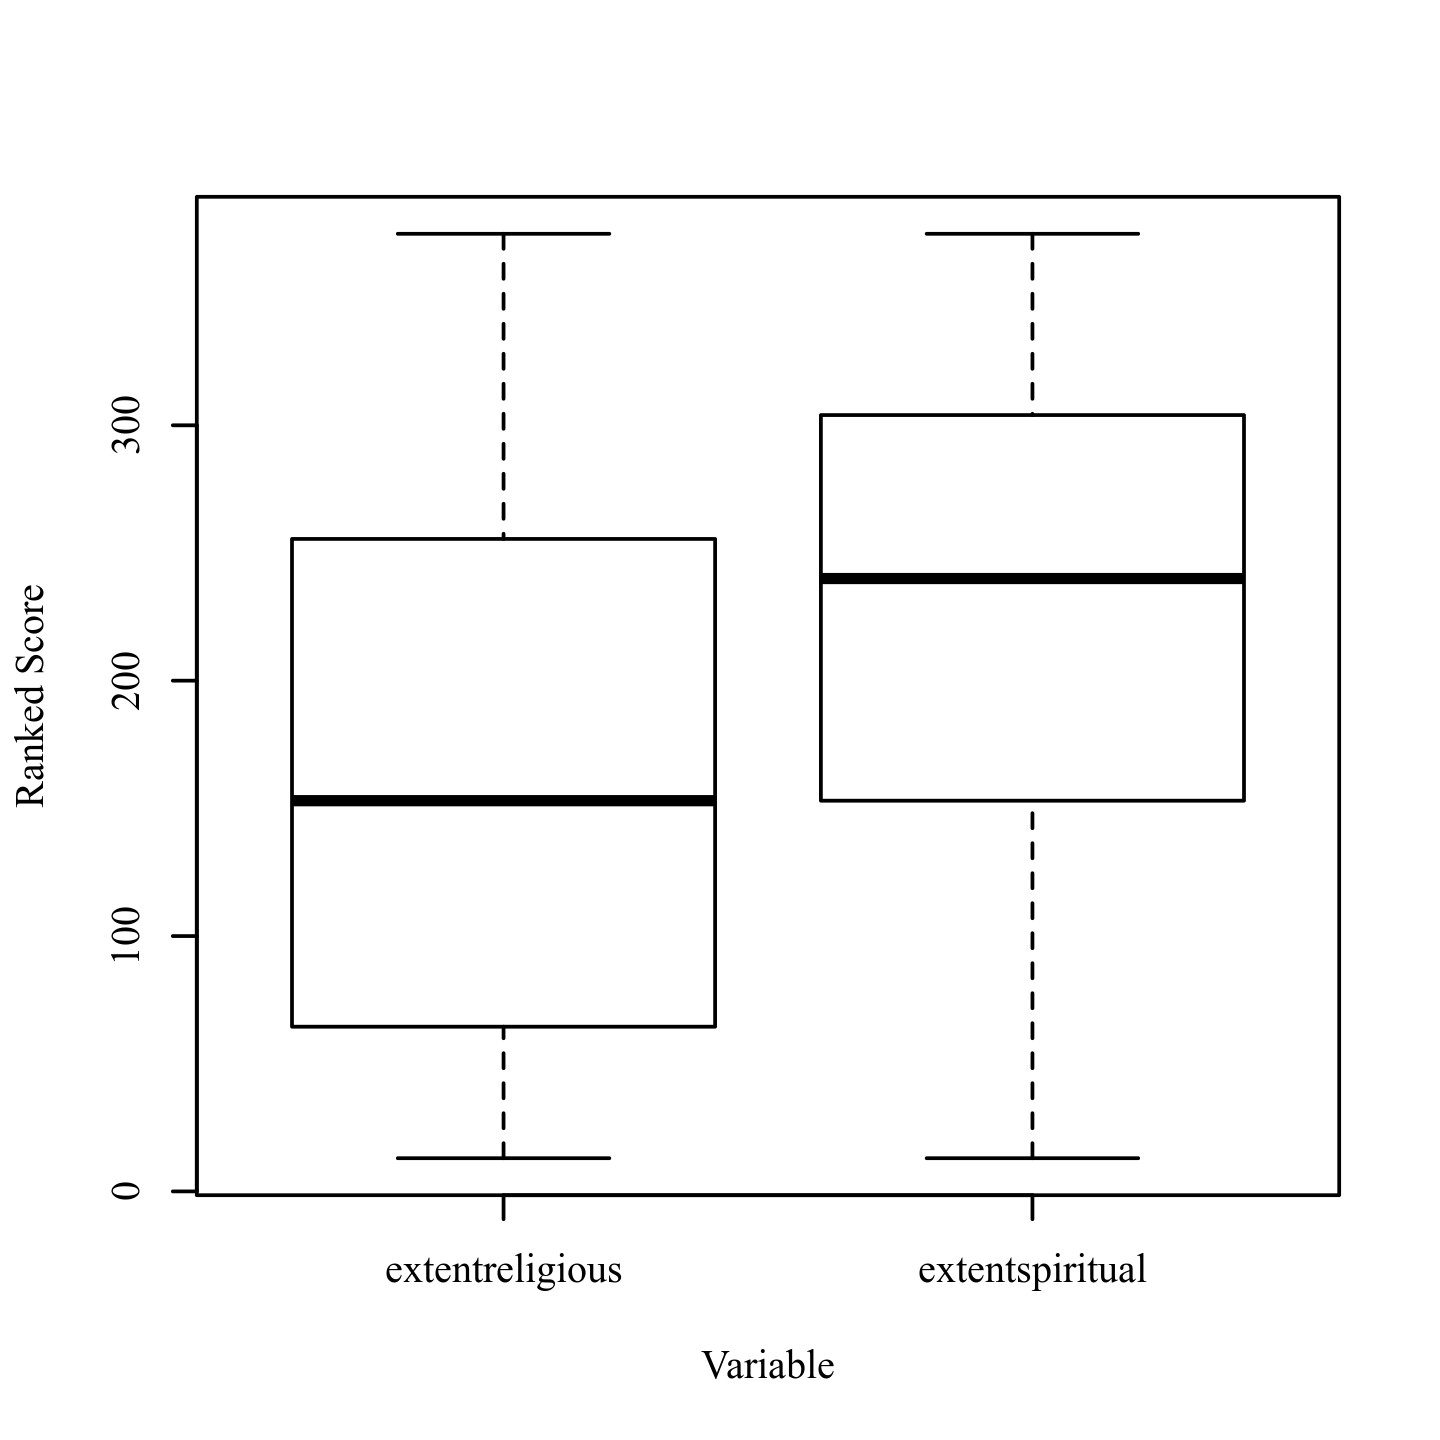 Ranked Score
300
200
100
0
extentreligious
extentspiritual
Variable